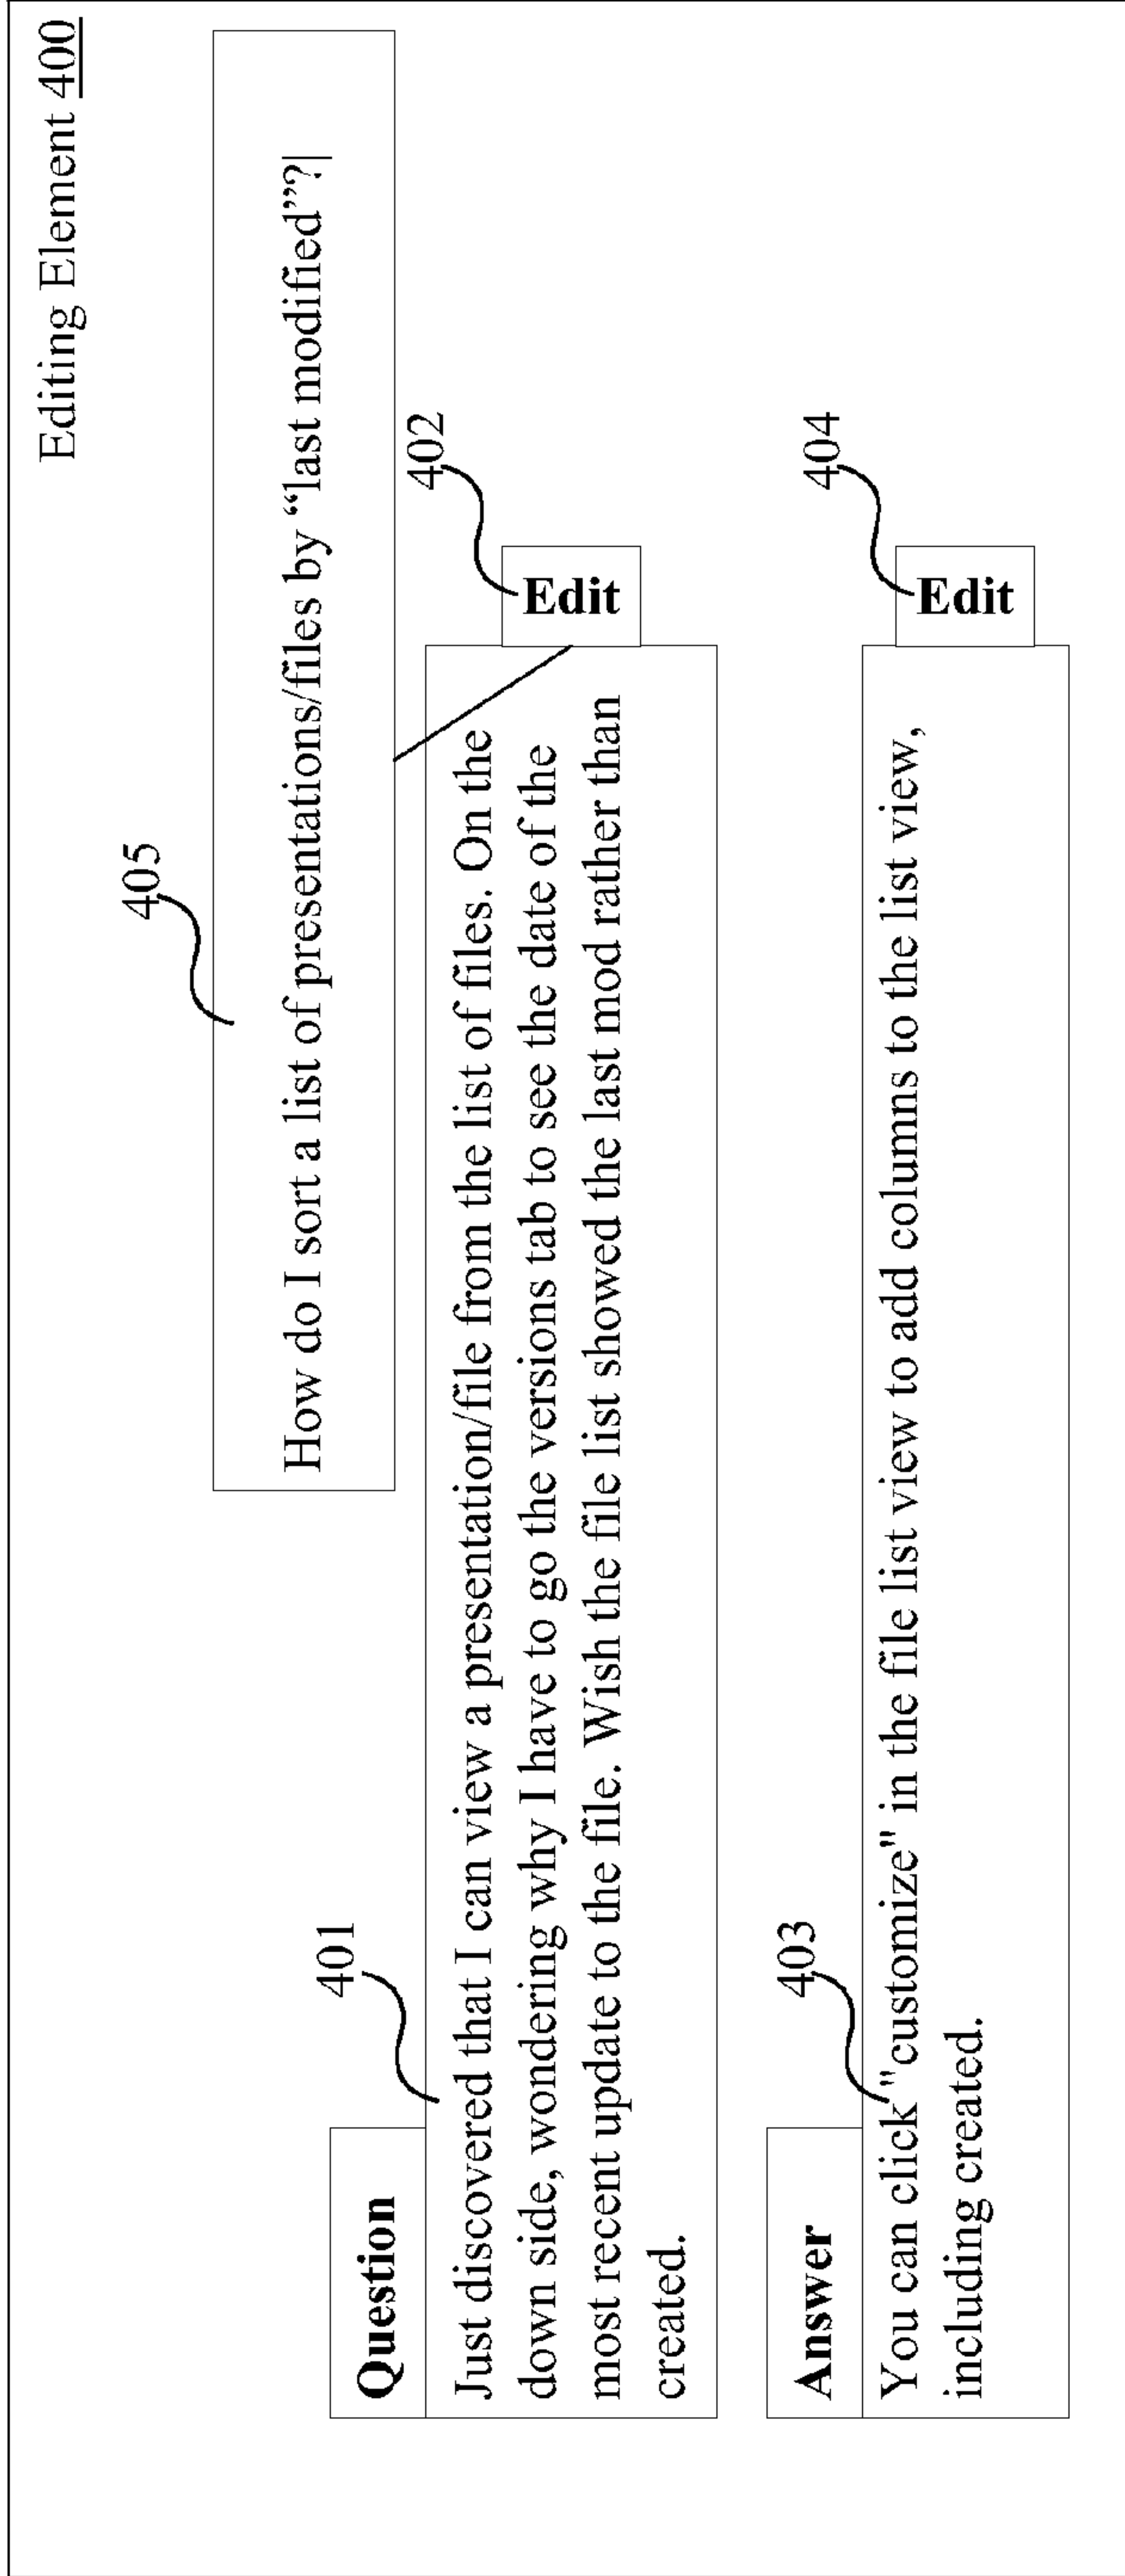 Editing Element 400
405
How do I sort a list of presentations/files by “last modified”?|
401
Question
402
Just discovered that I can view a presentation/file from the list of files. On the
down side, wondering why I have to go the versions tab to see the date of the
most recent update to the file. Wish the file list showed the last mod rather than
created.
Edit
403
Answer
404
You can click "customize" in the file list view to add columns to the list view,
including created.
Edit